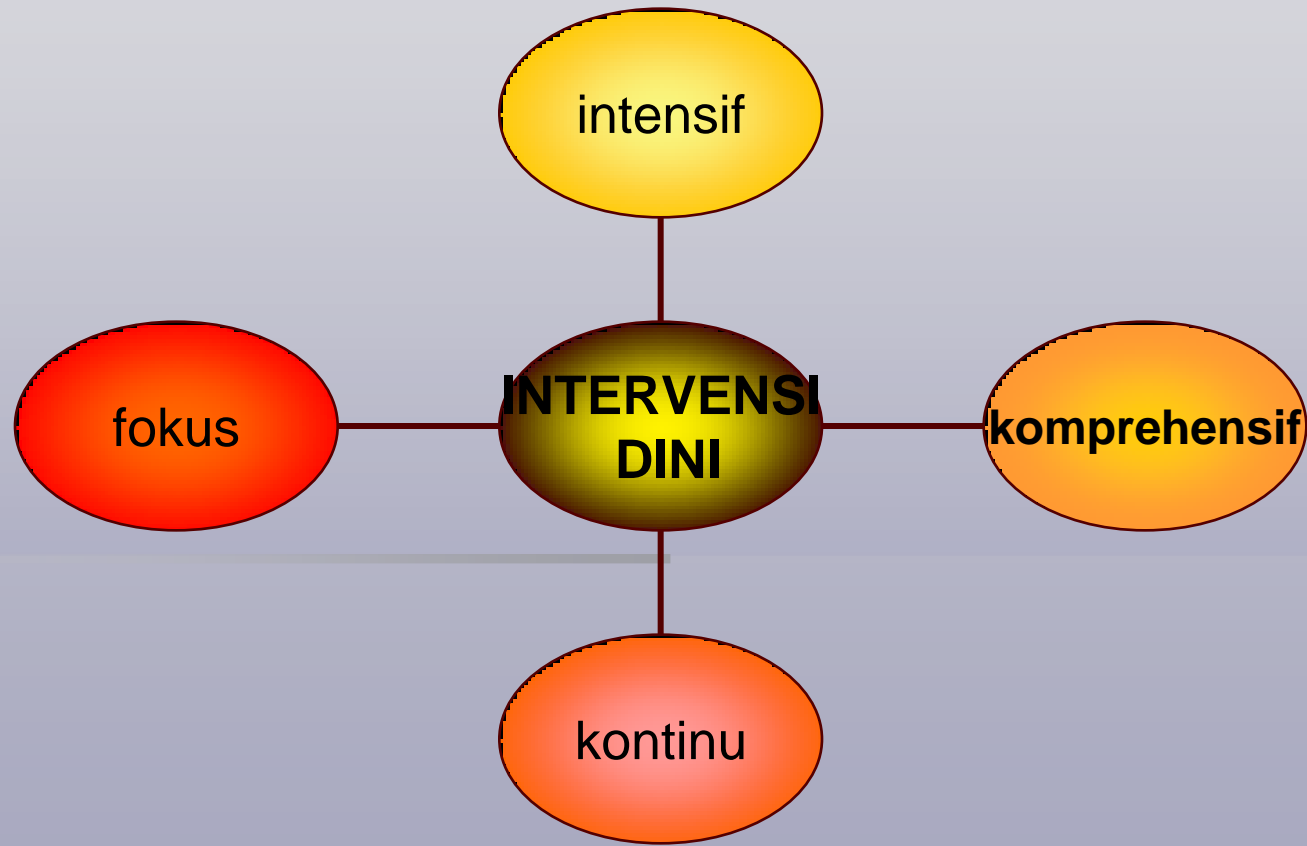 intensif
fokus
INTERVENSI
DINI
komprehensif
kontinu